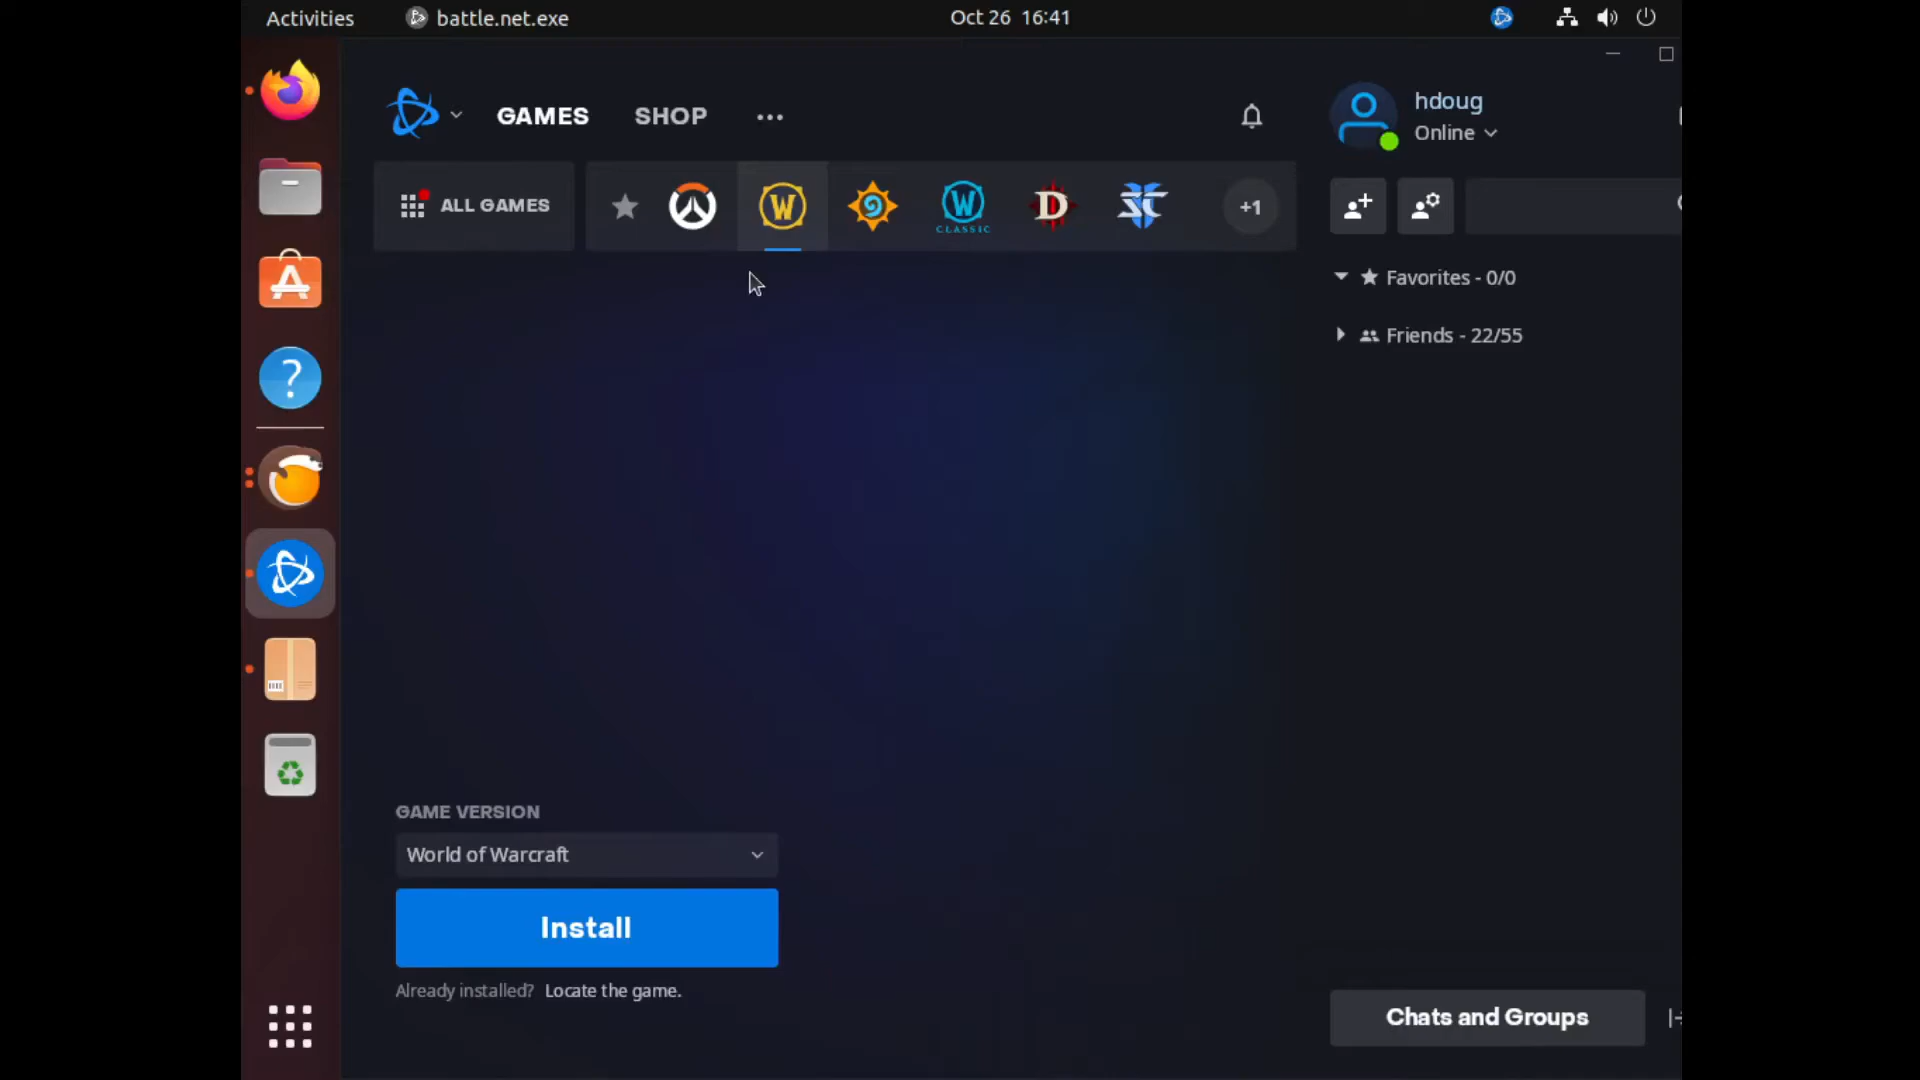 Activities battle.net.exe Oct 26 16:41
GAMES SHOP
hdoug
Online
ALL GAMES
W
W
CLASSIC
D
+1
Favorites - 0/0
Friends - 22/55
GAME VERSION
World of Warcraft
Install
Already installed? Locate the game.
Chats and Groups